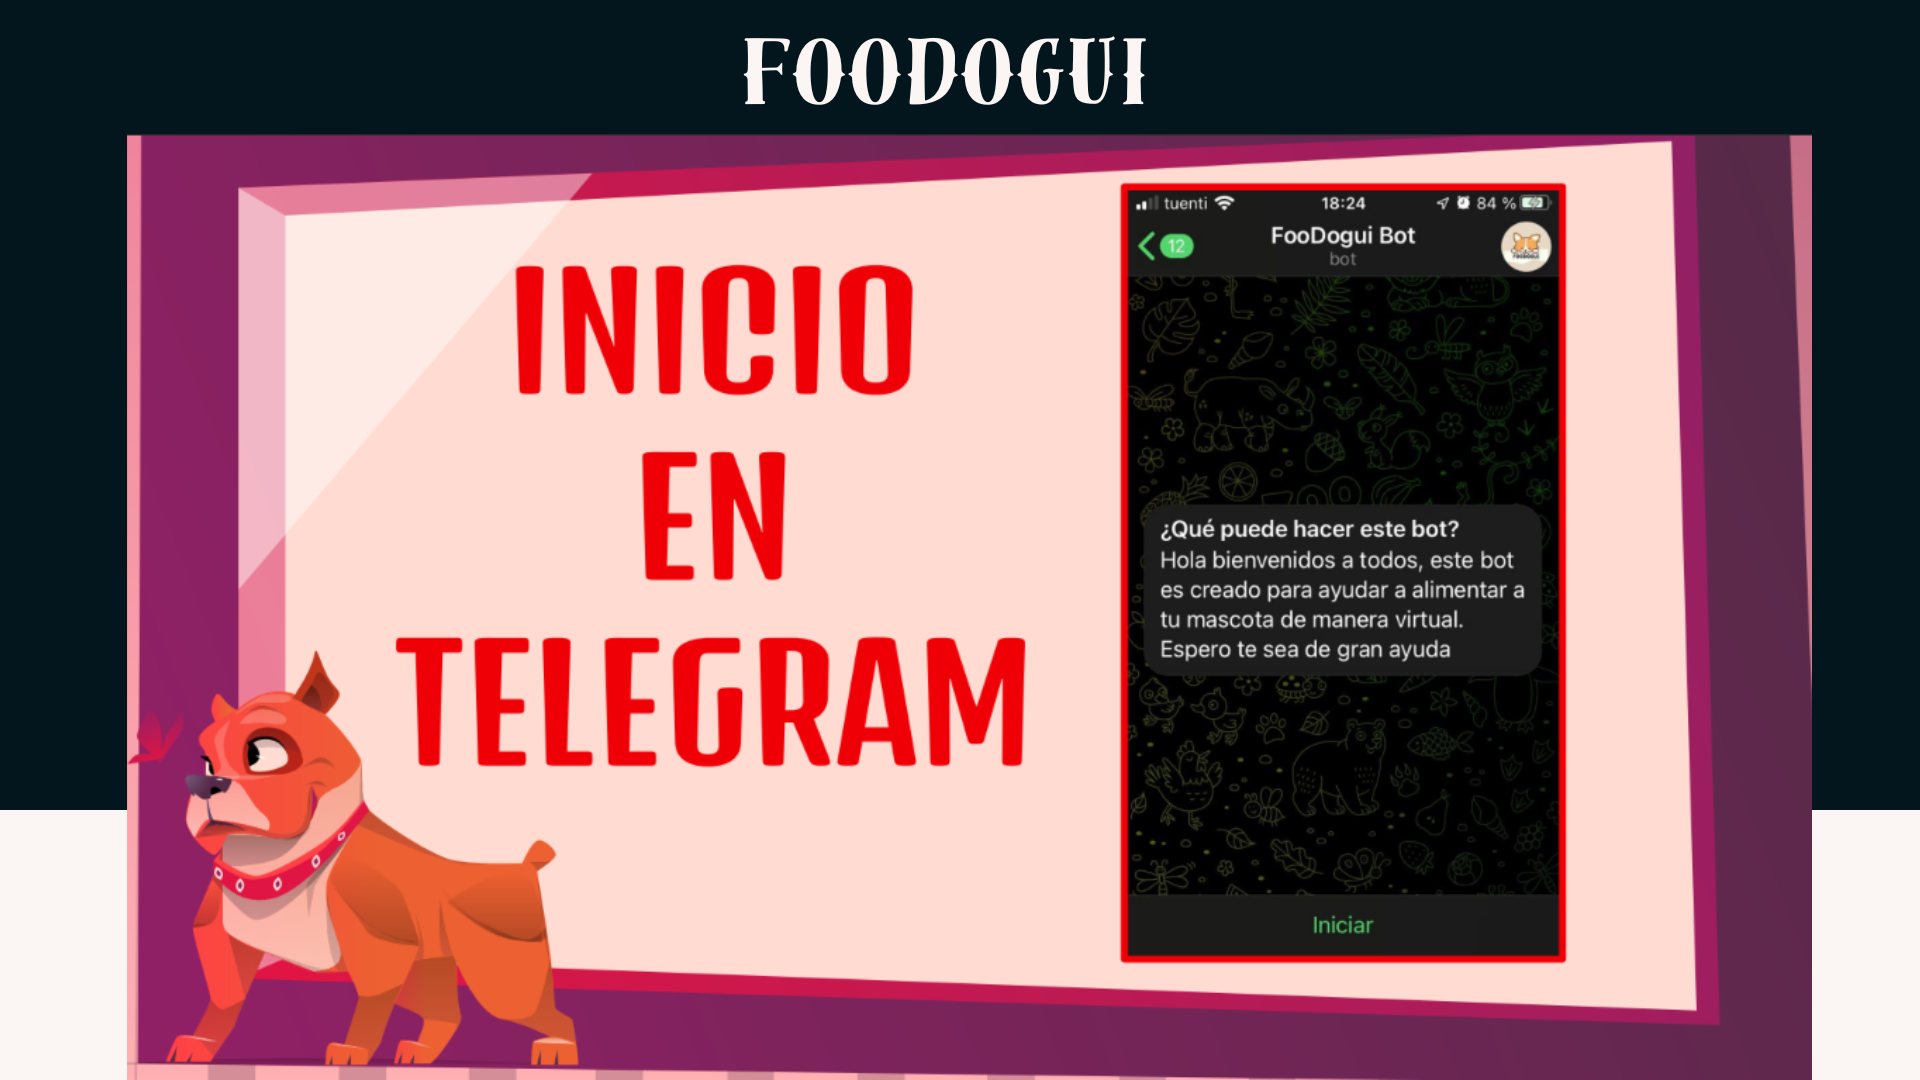 FOODOGUI
INICIO
EN
TELEGRAM
tuenti 18:24 84 %
12 FooDogui Bot
bot
FOODOGUI
¿Qué puede hacer este bot?
Hola bienvenidos a todos, este bot
es creado para ayudar a alimentar a
tu mascota de manera virtual.
Espero te sea de gran ayuda
Iniciar